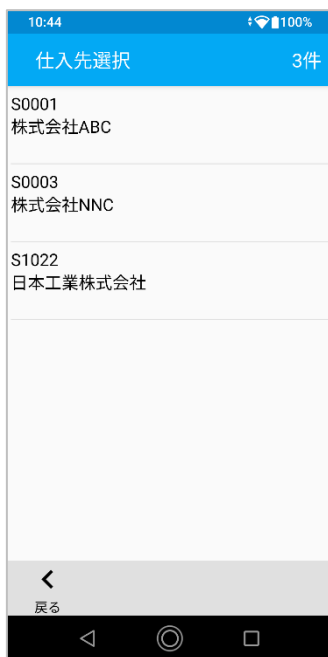 10:44 100%
仕入先選択 3件
S0001
株式会社ABC
S0003
株式会社NNC
S1022
日本工業株式会社
戻る